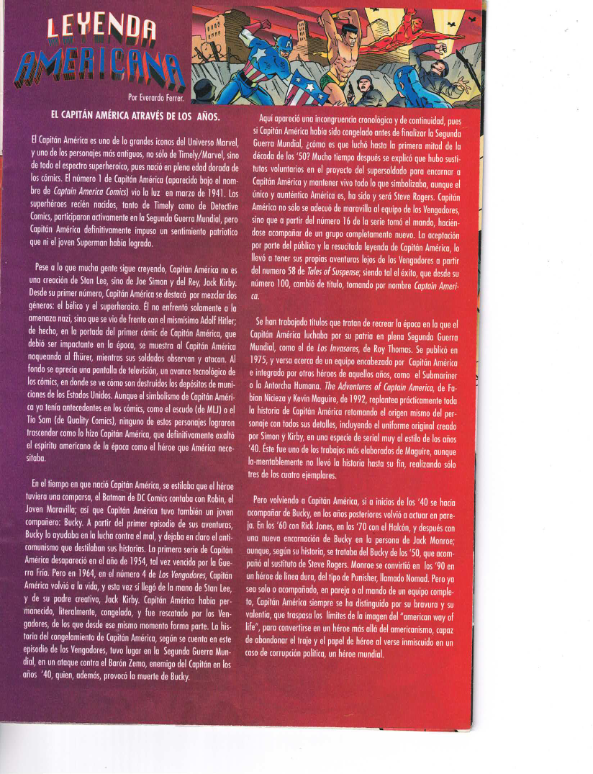 LEYENDA
AMERICANA
Por Everardo Ferrer.
EL CAPITÁN AMÉRICA ATRAVÉS DE LOS AÑOS.
El Capitán América es uno de lo grandes iconos del Universo Marvel,
y uno de los personajes más antiguos, no sólo de Timely/Marvel, sino
de todo el espectro superheroico, pues nació en plena edad dorada de
los cómics. El número 1 de Capitán América (aparecido bajo el nom-
bre de Captain America Comics) vio la luz en marzo de 1941. Los
superhéroes recién nacidos, tanto de Timely como de Detective
Comics, participaron activamente en la Segunda Guerra Mundial, pero
Capitán América definitivamente impuso un sentimiento patriótico
que ni el joven Superman había logrado.
Pese a lo que mucha gente sigue creyendo, Capitán América no es
una creación de Stan Lee, sino de Joe Simon y del Rey, Jack Kirby.
Desde su primer número, Capitán América se destacó por mezclar dos
géneros: el bélico y el superheroico. Él no enfrentó solamente a la
amenaza nazi, sino que se vio de frente con el mismísimo Adolf Hitler;
de hecho, en la portada del primer cómic de Capitán América, que
debió ser impactante en la época, se muestra al Capitán América
noqueando al fhürer, mientras sus soldados observan y atacan. Al
fondo se aprecia una pantalla de televisión, un avance tecnológico de
los cómics, en donde se ve cómo son destruidos los depósitos de muni-
ciones de los Estados Unidos. Aunque el simbolismo de Capitán Améri-
ca ya tenía antecedentes en los cómics, como el escudo (de MLJ) o el
Tío Sam (de Quality Comics), ninguno de estos personajes lograron
trascender como lo hizo Capitán América, que definitivamente exaltó
el espíritu americano de la época como el héroe que América nece-
sitaba.
En el tiempo en que nació Capitán América, se estilaba que el héroe
tuviera una comparsa, el Batman de DC Comics contaba con Robin, el
Joven Maravilla; así que Capitán América tuvo también un joven
compañero: Bucky. A partir del primer episodio de sus aventuras,
Bucky lo ayudaba en la lucha contra el mal, y dejaba en claro el anti-
comunismo que destilaban sus historias. La primera serie de Capitán
América desapareció en el año de 1954, tal vez vencido por la Gue-
rra Fría. Pero en 1964, en el número 4 de Los Vengadores, Capitán
América volvió a la vida, y esta vez sí llegó de la mano de Stan Lee,
y de su padre creativo, Jack Kirby. Capitán América había per-
manecido, literalmente, congelado, y fue rescatado por los Ven-
gadores, de los que desde ese mismo momento forma parte. La his-
toria del congelamiento de Capitán América, según se cuenta en este
episodio de los Vengadores, tuvo lugar en la Segunda Guerra Mun-
dial, en un ataque contra el Barón Zemo, enemigo del Capitán en los
años '40, quien, además, provocó la muerte de Bucky.
Aquí apareció una incongruencia cronológica y de continuidad, pues
si Capitán América había sido congelado antes de finalizar la Segunda
Guerra Mundial, ¿cómo es que luchó hasta la primera mitad de la
década de los '50? Mucho tiempo después se explicó que hubo susti-
tutos voluntarios en el proyecto del supersoldado para encarnar a
Capitán América y mantener vivo todo lo que simbolizaba, aunque el
único y auténtico América es, ha sido y será Steve Rogers. Capitán
América no sólo se adecuó de maravilla al equipo de los Vengadores,
sino que a partir del número 16 de la serie tomó el mando, hacién-
dose acompañar de un grupo completamente nuevo. La aceptación
por parte del público y la resucitada leyenda de Capitán América, lo
llevó a tener sus propias aventuras lejos de los Vengadores a partir
del numero 58 de Tales of Suspense; siendo tal el éxito, que desde su
número 100, cambió de título, tomando por nombre Captain Ameri-
ca.
Se han trabajado títulos que tratan de recrear la época en la que el
Capitán América luchaba por su patria en plena Segunda Guerra
Mundial, como el de Los Invasores, de Roy Thomas. Se publicó en
1975, y versa acerca de un equipo encabezado por Capitán América
e integrado por otros héroes de aquellos años, como el Submariner
o la Antorcha Humana. The Adventures of Captain America, de Fa-
bian Nicieza y Kevin Maguire, de 1992, replantea prácticamente toda
la historia de Capitán América retomando el origen mismo del per-
sonaje con todos sus detalles, incluyendo el uniforme original creado
por Simon y Kirby, en una especie de serial muy al estilo de los años
'40. Éste fue uno de los trabajos más elaborados de Maguire, aunque
la-mentablemente no llevó la historia hasta su fin, realizando sólo
tres de los cuatro ejemplares.
Pero volviendo a Capitán América, si a inicios de los '40 se hacía
acompañar de Bucky, en los años posteriores volvió a actuar en pare-
ja. En los '60 con Rick Jones, en los '70 con el Halcón, y después con
una nueva encarnación de Bucky en la persona de Jack Monroe;
aunque, según su historia, se trataba del Bucky de los '50, que acom-
pañó al sustituto de Steve Rogers. Monroe se convirtió en los '90 en
un héroe de línea dura, del tipo de Punisher, llamado Nomad. Pero ya
sea solo o acompañado, en pareja o al mando de un equipo comple-
to, Capitán América siempre se ha distinguido por su bravura y su
valentía, que traspasa los límites de la imagen del "american way of
life", para convertirse en un héroe más allá del americanismo, capaz
de abandonar el traje y el papel de héroe al verse inmiscuido en un
caso de corrupción política, un héroe mundial.